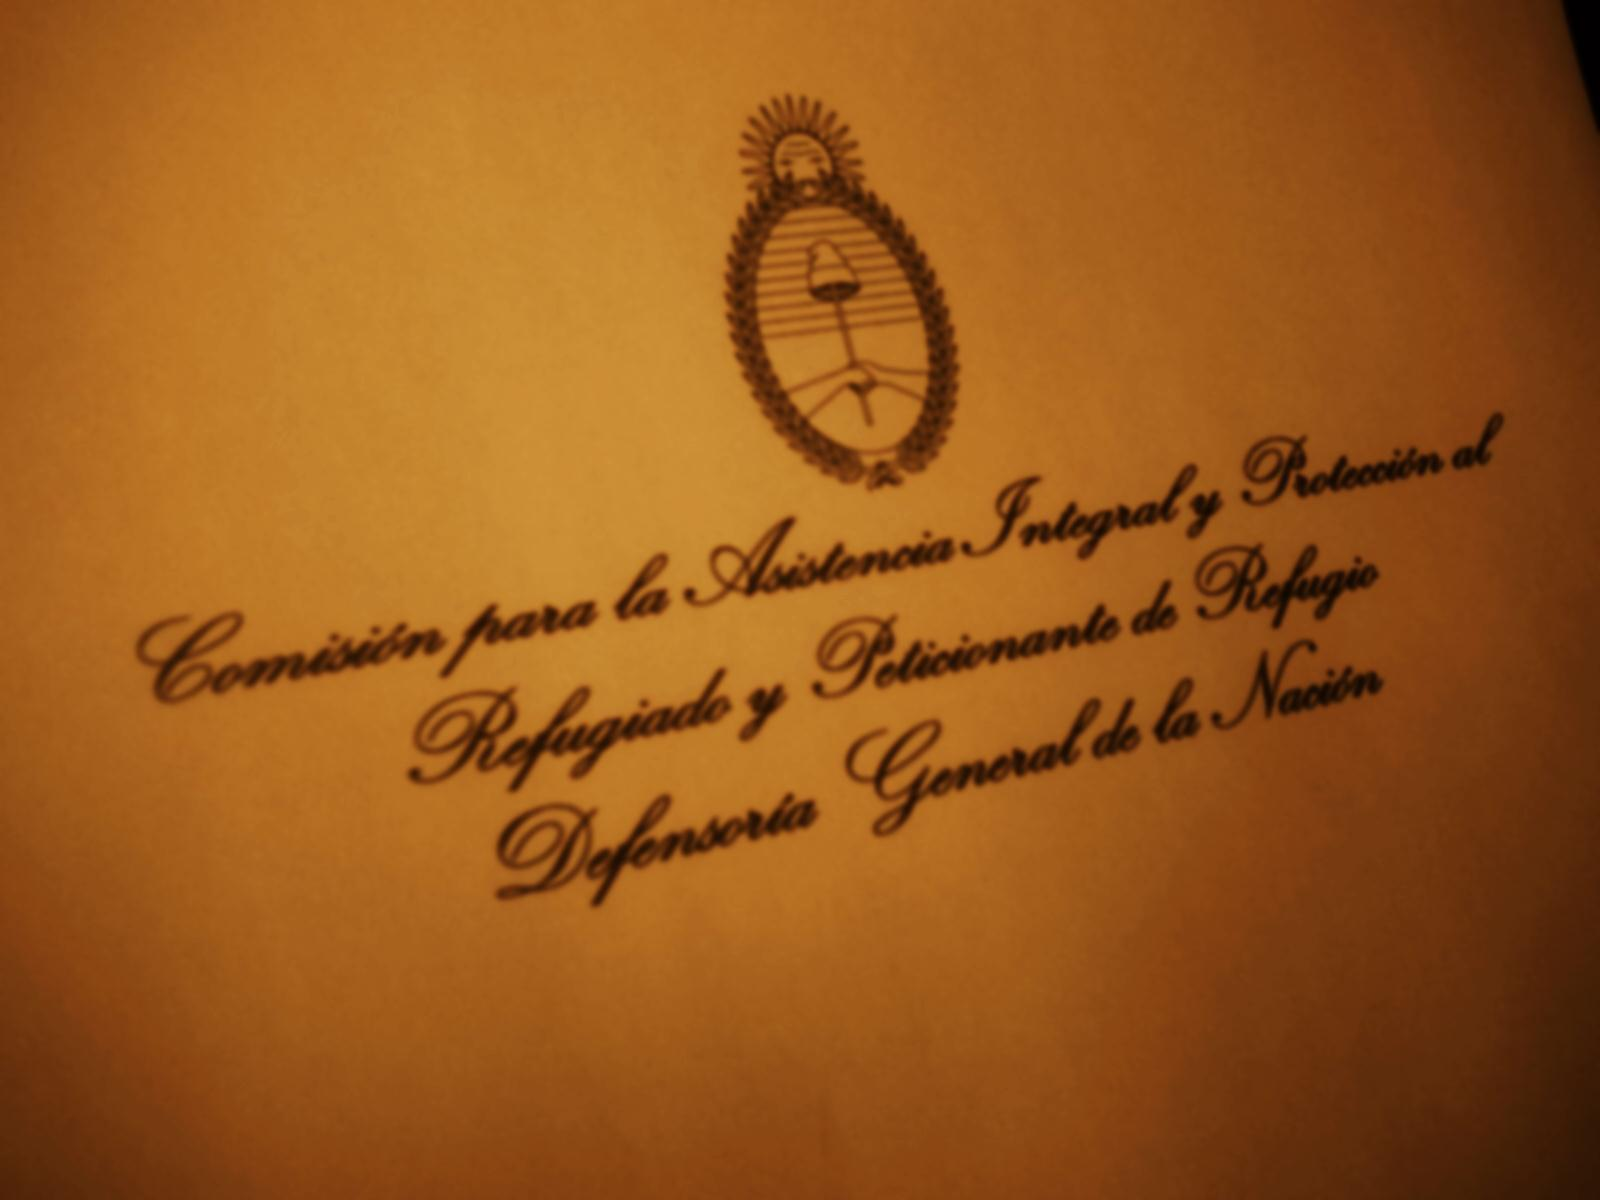 Comisión para la Asistencia Integral y Protección al
Refugiado y Peticionante de Refugio
Defensoría General de la Nación